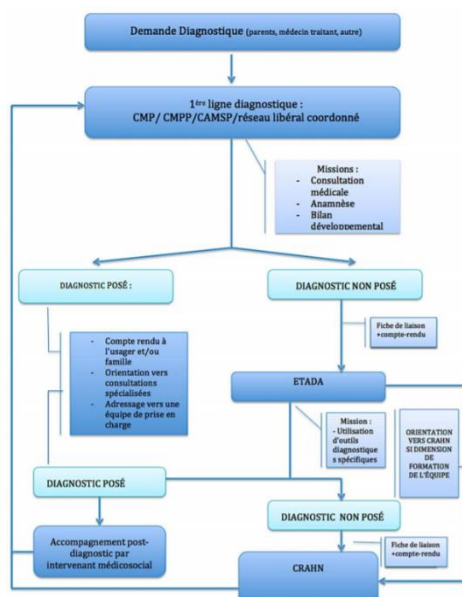 Demande Diagnostique (parents, médecin traitant, autre)
1ère ligne diagnostique :
CMP/ CMPP/CAMSP/réseau libéral coordonné
Missions :
- Consultation
médicale
- Anamnèse
- Bilan
développemental
DIAGNOSTIC POSÉ :
DIAGNOSTIC NON POSÉ
- Compte rendu à
l'usager et/ou
famille
- Orientation vers
consultations
spécialisées
- Adressage vers une
équipe de prise en
charge
Fiche de liaison
+compte-rendu
ETADA
Mission :
- Utilisation
d'outils
diagnostique
s spécifiques
ORIENTATION
VERS CRAHN
SI DIMENSION
DE
FORMATION
DE L'ÉQUIPE
DIAGNOSTIC POSÉ
DIAGNOSTIC NON POSÉ
Accompagnement post-
diagnostic par
intervenant médicosocial
Fiche de liaison
+compte-rendu
CRAHN